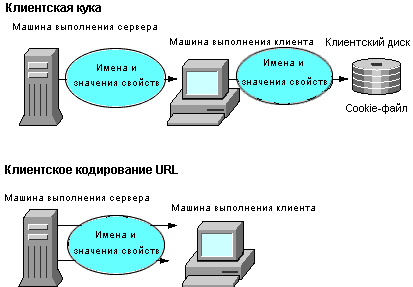 Клиентская кука
Машина выполнения сервера
Машина выполнения клиента
Клиентский диск
Имена и
значения свойств
Имена и
значения свойств
Cookie-файл
Клиентское кодирование URL
Машина выполнения сервера
Машина выполнения клиента
Имена и
значения свойств